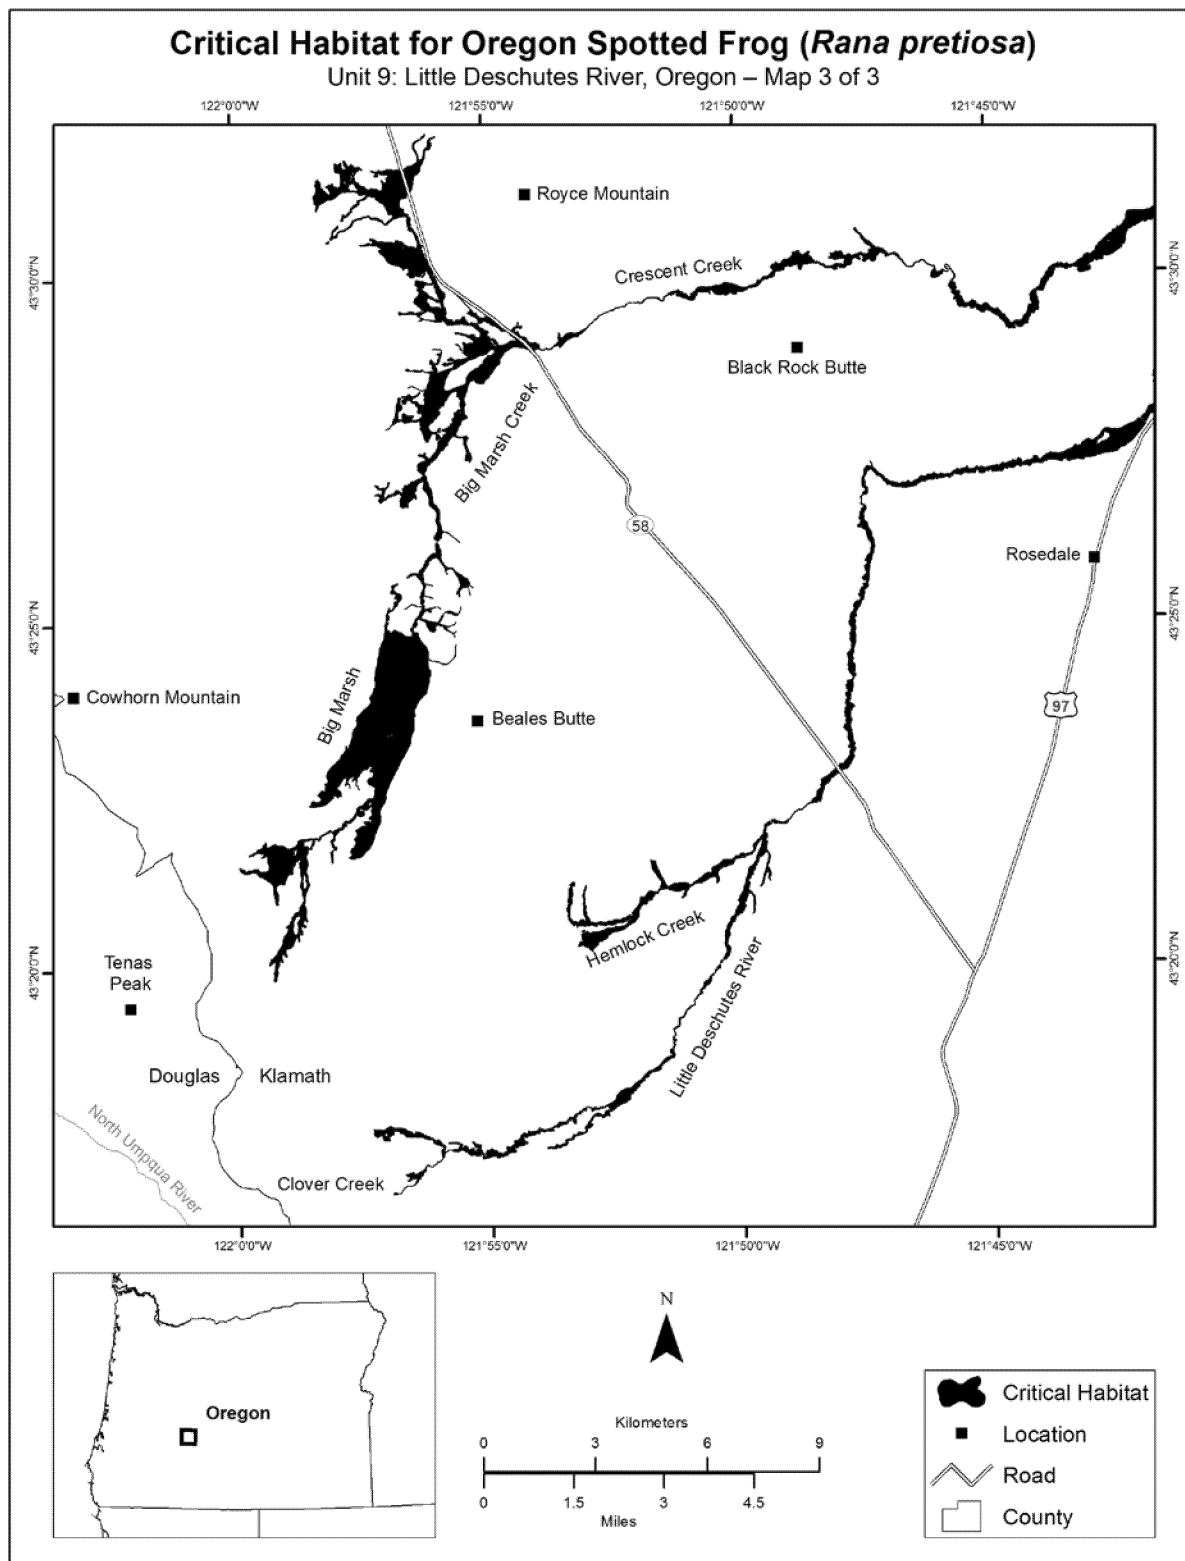 Critical Habitat for Oregon Spotted Frog (Rana pretiosa)
Unit 9: Little Deschutes River, Oregon – Map 3 of 3
122°0'0"W 121°55'0"W 121°50'0"W 121°45'0"W
Royce Mountain
Crescent Creek
43°30'0"N
43°30'0"N
Black Rock Butte
Big Marsh Creek
58
Rosedale
43°25'0"N
43°25'0"N
Cowhorn Mountain
Big Marsh
Beales Butte
97
Hemlock Creek
43°20'0"N
43°20'0"N
Tenas
Peak
Little Deschutes River
Douglas
Klamath
North Umpqua River
Clover Creek
122°0'0"W 121°55'0"W 121°50'0"W 121°45'0"W
Oregon
N
Kilometers
0 3 6 9
0 1.5 3 4.5
Miles
Critical Habitat
Location
Road
County